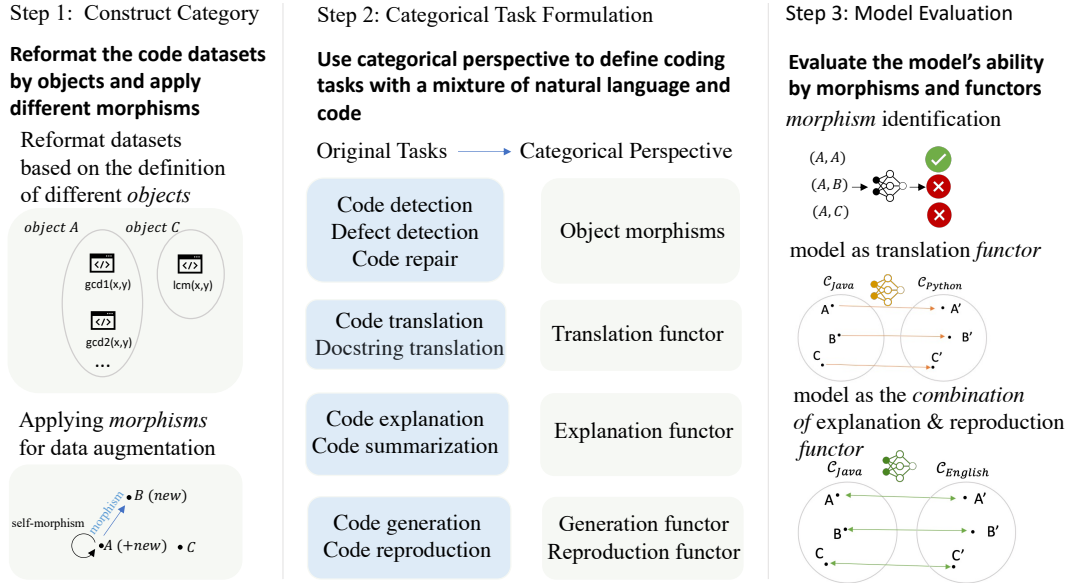 Step 1: Construct Category
Reformat the code datasets
by objects and apply
different morphisms
Reformat datasets
based on the definition
of different objects
object A
object C
</>
gcd1(x,y)
</>
lcm(x,y)
</>
gcd2(x,y)
...
Applying morphisms
for data augmentation
self-morphism
morphism
B (new)
A (+new)
C
Step 2: Categorical Task Formulation
Use categorical perspective to define coding
tasks with a mixture of natural language and
code
Original Tasks
Categorical Perspective
Code detection
Defect detection
Code repair
Object morphisms
Code translation
Docstring translation
Translation functor
Code explanation
Code summarization
Explanation functor
Code generation
Code reproduction
Generation functor
Reproduction functor
Step 3: Model Evaluation
Evaluate the model's ability
by morphisms and functors
morphism identification
(A, A)
(A, B)
(A, C)
model as translation functor
𝒞Java
𝒞Python
A
A'
B
B'
C
C'
model as the combination
of explanation & reproduction
functor
𝒞Java
𝒞English
A
A'
B
B'
C
C'